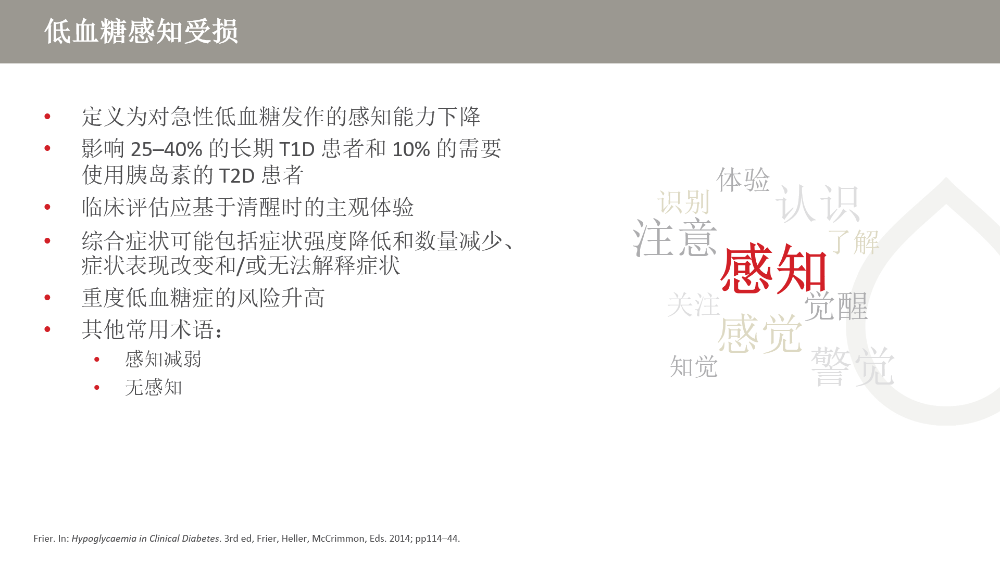 低血糖感知受损
• 定义为对急性低血糖发作的感知能力下降
• 影响 25–40% 的长期 T1D 患者和 10% 的需要
使用胰岛素的 T2D 患者
• 临床评估应基于清醒时的主观体验
• 综合症状可能包括症状强度降低和数量减少、
症状表现改变和/或无法解释症状
• 重度低血糖症的风险升高
• 其他常用术语：
• 感知减弱
• 无感知
体验
识别
认识
注意
了解
感知
关注
觉醒
感觉
知觉
警觉
Frier. In: Hypoglycaemia in Clinical Diabetes. 3rd ed, Frier, Heller, McCrimmon, Eds. 2014; pp114–44.